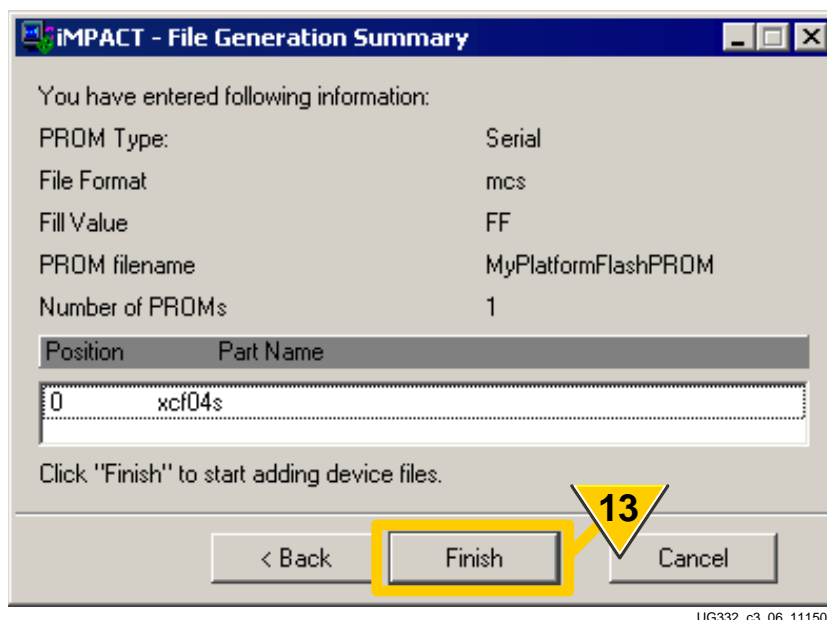 iMPACT - File Generation Summary
You have entered following information:
PROM Type: Serial
File Format mcs
Fill Value FF
PROM filename MyPlatformFlashPROM
Number of PROMs 1
Position Part Name
0 xcf04s
Click "Finish" to start adding device files.
13
< Back Finish Cancel
UG332_c3_06_11150